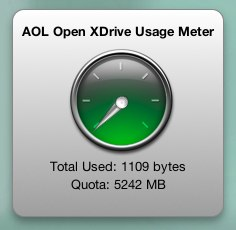 AOL Open XDrive Usage Meter
Total Used: 1109 bytes
Quota: 5242 MB